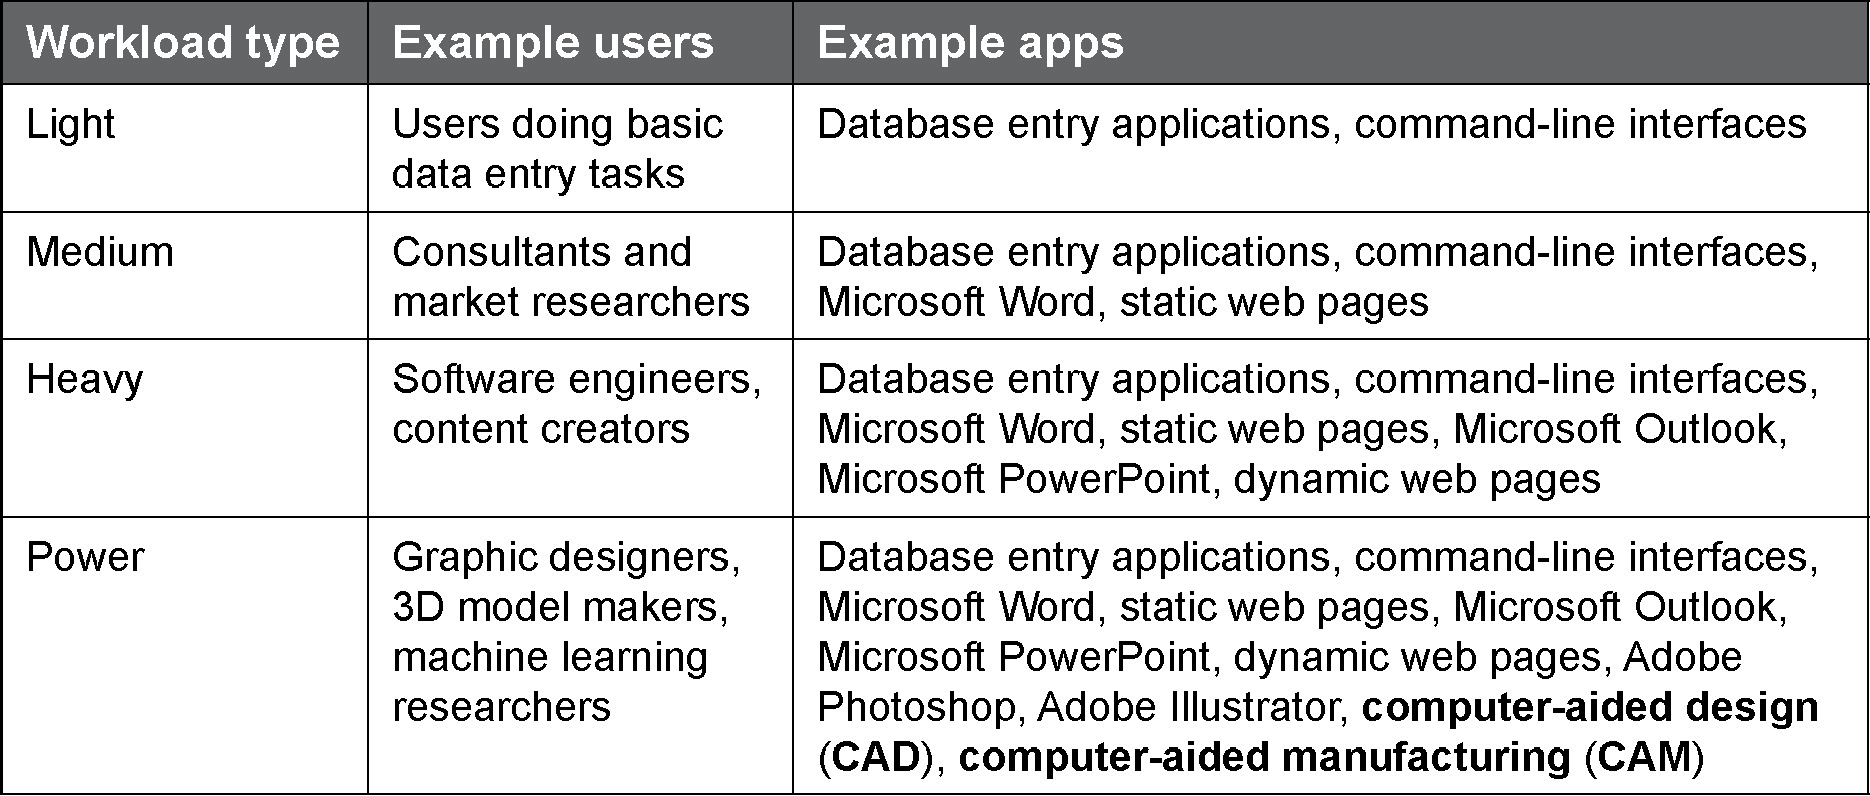 Workload type
Example users
Example apps
Light
Users doing basic
data entry tasks
Database entry applications, command-line interfaces
Medium
Consultants and
market researchers
Database entry applications, command-line interfaces,
Microsoft Word, static web pages
Heavy
Software engineers,
content creators
Database entry applications, command-line interfaces,
Microsoft Word, static web pages, Microsoft Outlook,
Microsoft PowerPoint, dynamic web pages
Power
Graphic designers,
3D model makers,
machine learning
researchers
Database entry applications, command-line interfaces,
Microsoft Word, static web pages, Microsoft Outlook,
Microsoft PowerPoint, dynamic web pages, Adobe
Photoshop, Adobe Illustrator, computer-aided design
(CAD), computer-aided manufacturing (CAM)